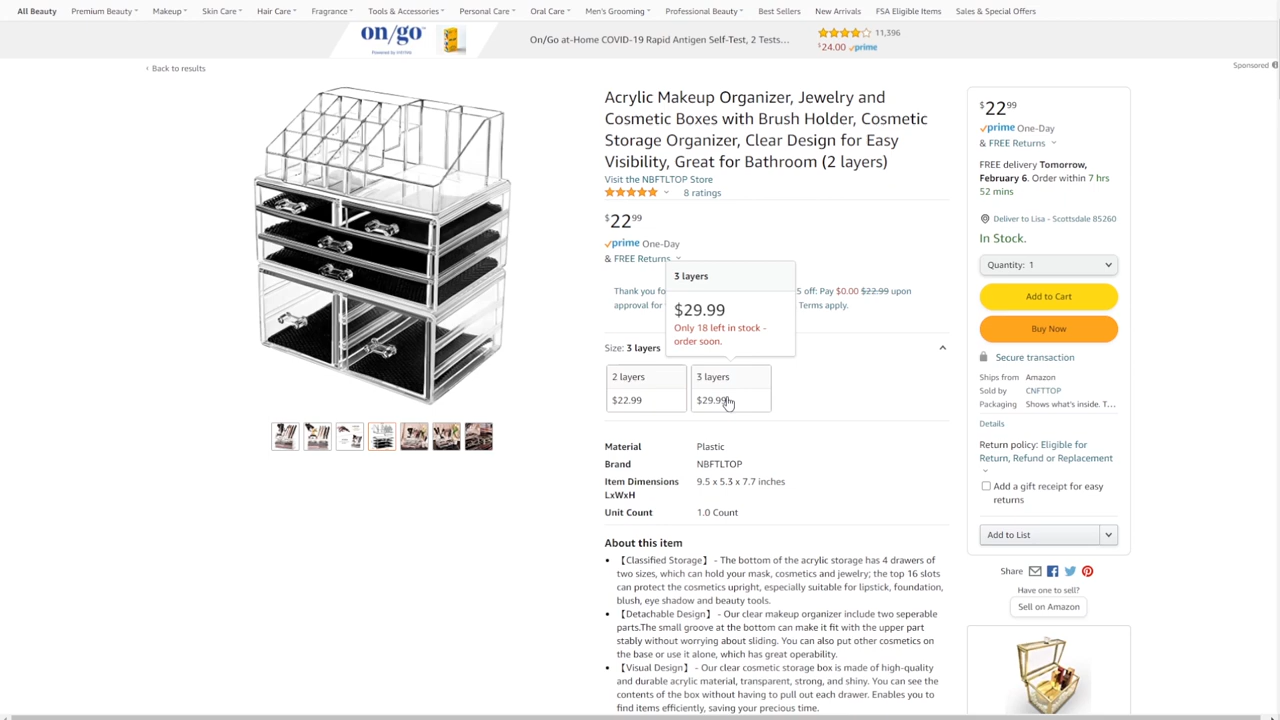 All Beauty Premium Beauty Makeup Skin Care Hair Care Fragrance Tools & Accessories Personal Care Oral Care Men's Grooming Professional Beauty Best Sellers New Arrivals FSA Eligible Items Sales & Special Offers
on/go™
Powered by
On/Go at-Home COVID-19 Rapid Antigen Self-Test, 2 Tests...
11,396
$24.00 prime
Sponsored
‹ Back to results
Acrylic Makeup Organizer, Jewelry and
Cosmetic Boxes with Brush Holder, Cosmetic
Storage Organizer, Clear Design for Easy
Visibility, Great for Bathroom (2 layers)
Visit the NBFTLTOP Store
8 ratings
$22 99
prime One-Day
& FREE Returns
Thank you fo
S off: Pay $0.00 $22.99 upon
approval for
Terms apply.
3 layers
$29.99
Only 18 left in stock -
order soon.
Size: 3 layers
2 layers
$22.99
3 layers
$29.99
Material Plastic
Brand NBFTLTOP
Item Dimensions 9.5 x 5.3 x 7.7 inches
LxWxH
Unit Count 1.0 Count
About this item
• 【Classified Storage】 - The bottom of the acrylic storage has 4 drawers of
two sizes, which can hold your mask, cosmetics and jewelry; the top 16 slots
can protect the cosmetics upright, especially suitable for lipstick, foundation,
blush, eye shadow and beauty tools.
• 【Detachable Design】 - Our clear makeup organizer include two seperable
parts.The small groove at the bottom can make it fit with the upper part
stably without worrying about sliding. You can also put other cosmetics on
the base or use it alone, which has great operability.
• 【Visual Design】 - Our clear cosmetic storage box is made of high-quality
and durable acrylic material, transparent, strong, and shiny. You can see the
contents of the box without having to pull out each drawer. Enables you to
find items efficiently, saving your precious time.
$22 99
prime One-Day
& FREE Returns
FREE delivery Tomorrow,
February 6. Order within 7 hrs
52 mins
Deliver to Lisa - Scottsdale 85260
In Stock.
Quantity: 1
Add to Cart
Buy Now
Secure transaction
Ships from Amazon
Sold by CNFTTOP
Packaging Shows what's inside. T...
Details
Return policy: Eligible for
Return, Refund or Replacement
Add a gift receipt for easy
returns
Add to List
Share
Have one to sell?
Sell on Amazon